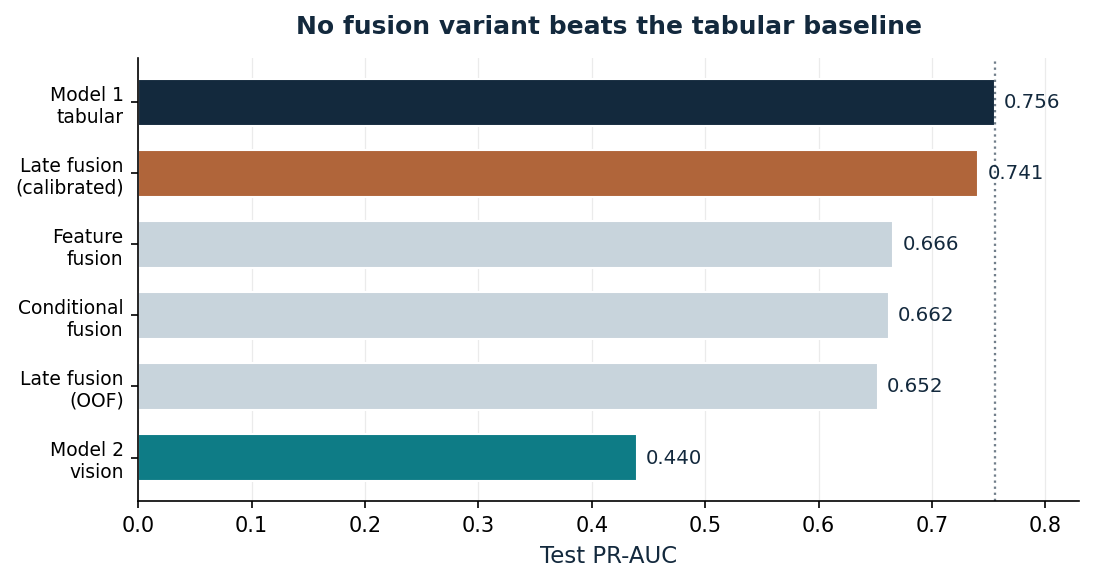 No fusion variant beats the tabular baseline
Model 1
tabular
0.756
Late fusion
(calibrated)
0.741
Feature
fusion
0.666
Conditional
fusion
0.662
Late fusion
(OOF)
0.652
Model 2
vision
0.440
0.0 0.1 0.2 0.3 0.4 0.5 0.6 0.7 0.8
Test PR-AUC